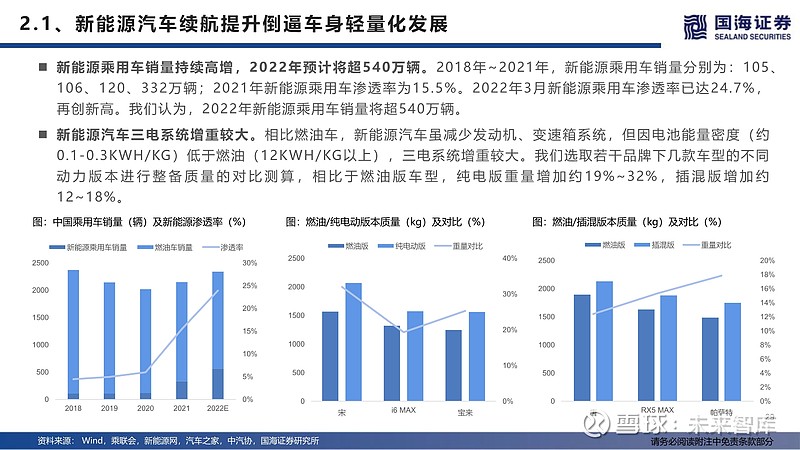 2.1、新能源汽车续航提升倒逼车身轻量化发展
国海证券
SEALAND SECURITIES
新能源乘用车销量持续高增，2022年预计将超540万辆。2018年~2021年，新能源乘用车销量分别为：105、
106、120、332万辆；2021年新能源乘用车渗透率为15.5%。2022年3月新能源乘用车渗透率已达24.7%，
再创新高。我们认为，2022年新能源乘用车销量将超540万辆。
新能源汽车三电系统增重较大。相比燃油车，新能源汽车虽减少发动机、变速箱系统，但因电池能量密度（约
0.1-0.3KWH/KG）低于燃油（12KWH/KG以上），三电系统增重较大。我们选取若干品牌下几款车型的不同
动力版本进行整备质量的对比测算，相比于燃油版车型，纯电版重量增加约19%~32%，插混版增加约
12~18%。
图：中国乘用车销量（辆）及新能源渗透率（%）
新能源乘用车销量 燃油车销量 渗透率
2500 30%
25%
2000
20%
1500
15%
1000
10%
500
5%
0 0%
2018 2019 2020 2021 2022E
图：燃油/纯电动版本质量（kg）及对比（%）
燃油版 纯电动版 重量对比
2500 40%
2000
30%
1500
20%
1000
10%
500
0 0%
宋 i6 MAX 宝来
图：燃油/插混版本质量（kg）及对比（%）
燃油版 插混版 重量对比
2500 20%
18%
2000 16%
14%
1500 12%
10%
1000 8%
6%
500 4%
2%
0 0%
RX5 MAX 帕萨特
雪球：未来智库
资料来源： Wind，乘联会，新能源网，汽车之家，中汽协，国海证券研究所
请务必阅读附注中免责条款部分